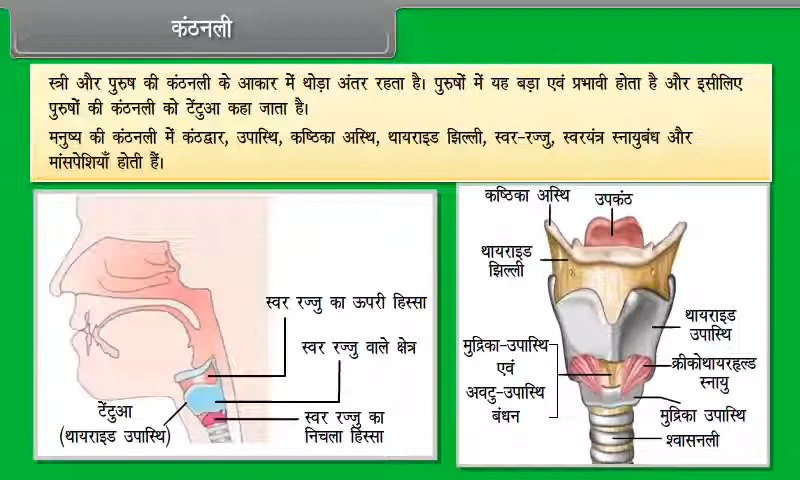 कंठनली
स्त्री और पुरुष की कंठनली के आकार में थोड़ा अंतर रहता है। पुरुषों में यह बड़ा एवं प्रभावी होता है और इसीलिए
पुरुषों की कंठनली को टेंटुआ कहा जाता है।
मनुष्य की कंठनली में कंठद्वार, उपास्थि, कष्ठिका अस्थि, थायराइड झिल्ली, स्वर-रज्जु, स्वरयंत्र स्नायुबंध और
मांसपेशियाँ होती हैं।
स्वर रज्जु का ऊपरी हिस्सा
स्वर रज्जु वाले क्षेत्र
टेंटुआ
(थायराइड उपास्थि)
स्वर रज्जु का
निचला हिस्सा
कष्ठिका अस्थि
उपकंठ
थायराइड
झिल्ली
थायराइड
उपास्थि
मुद्रिका-उपास्थि
एवं
अवटु-उपास्थि
बंधन
क्रीकोथायरहृल्ड
स्नायु
मुद्रिका उपास्थि
श्वासनली